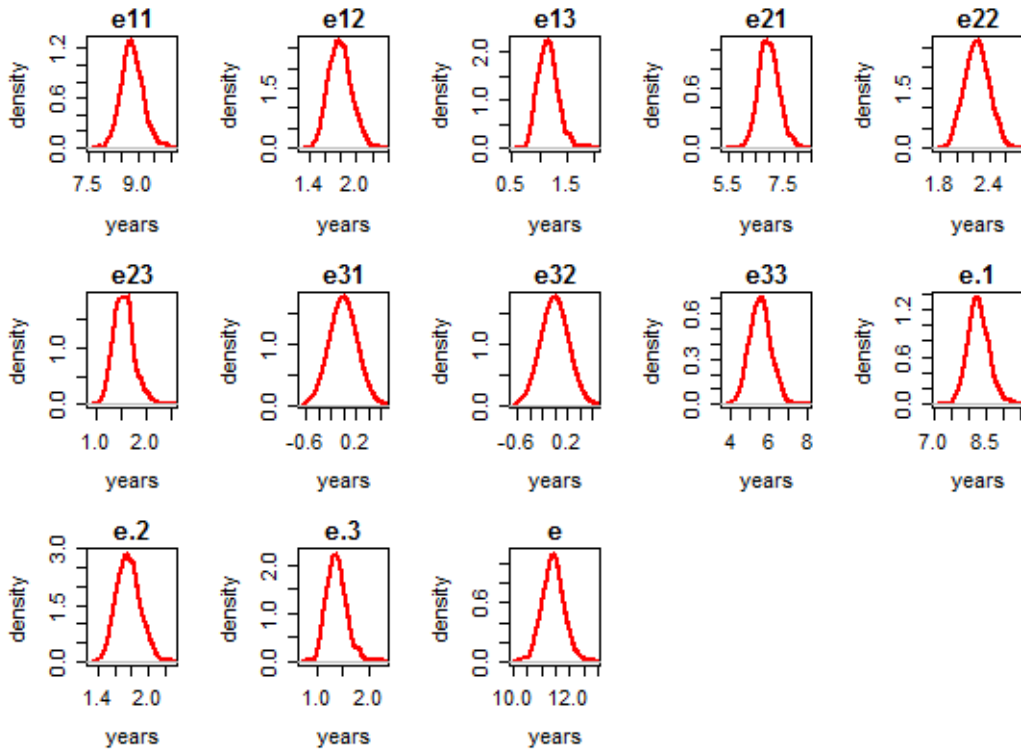 e11 e12 e13 e21 e22
density 0.0 0.6 1.2 density 0.0 1.5 density 0.0 1.0 2.0 density 0.0 0.6 density 0.0 1.5
7.5 9.0 1.4 2.0 0.5 1.5 5.5 7.5 1.8 2.4
years years years years years
e23 e31 e32 e33 e.1
density 0.0 1.0 density 0.0 1.0 density 0.0 1.0 density 0.0 0.3 0.6 density 0.0 0.6 1.2
1.0 2.0 -0.6 0.2 -0.6 0.2 4 6 8 7.0 8.5
years years years years years
e.2 e.3 e
density 0.0 1.5 3.0 density 0.0 1.0 2.0 density 0.0 0.6
1.4 2.0 1.0 2.0 10.0 12.0
years years years